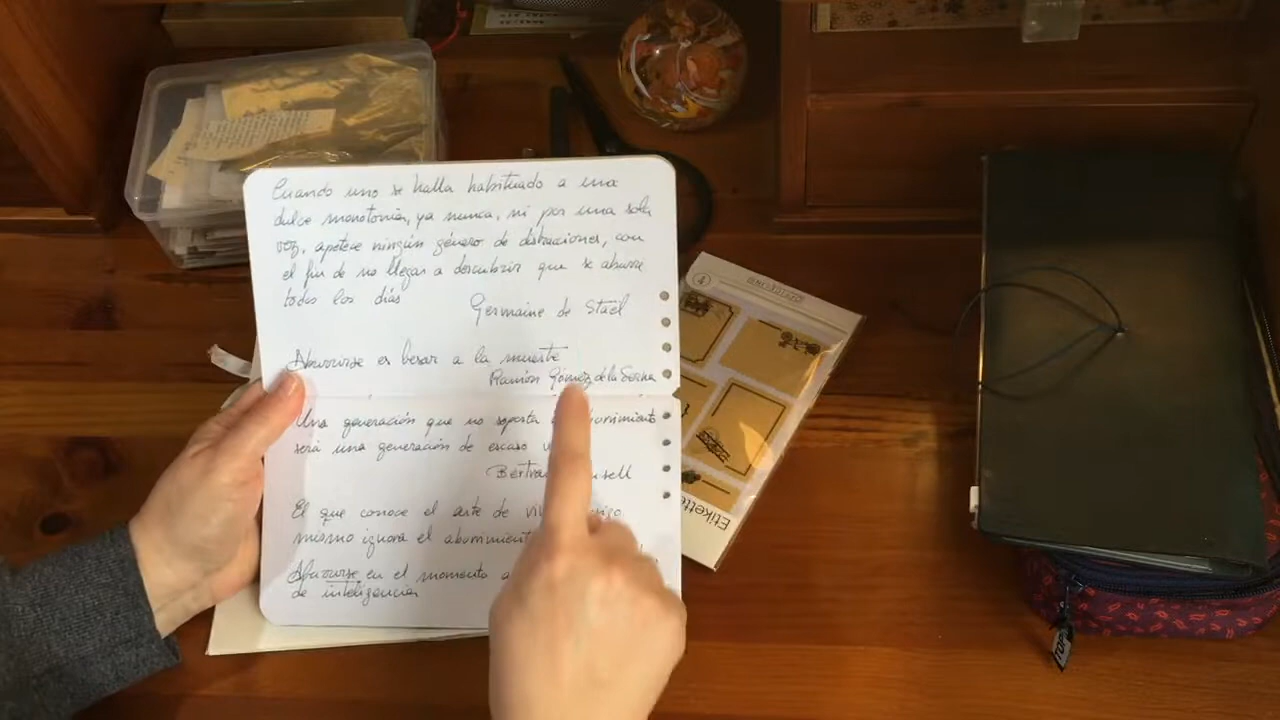 Cuando uno se halla habituado a una
dulce monotonía, ya nunca, ni por una sola
vez, apetece ningún género de distracciones, con
el fin de no llegar a descubrir que se aburre
todos los días
Germaine de Staël
Aburrirse es besar a la muerte
Ramón Gómez de la Serna
Una generación que no soporta
será una generación de escaso
El que conoce el arte de
mismo ignora el aburrimiento
Aburrirse en el momento
de inteligencia
Etikette
TOP